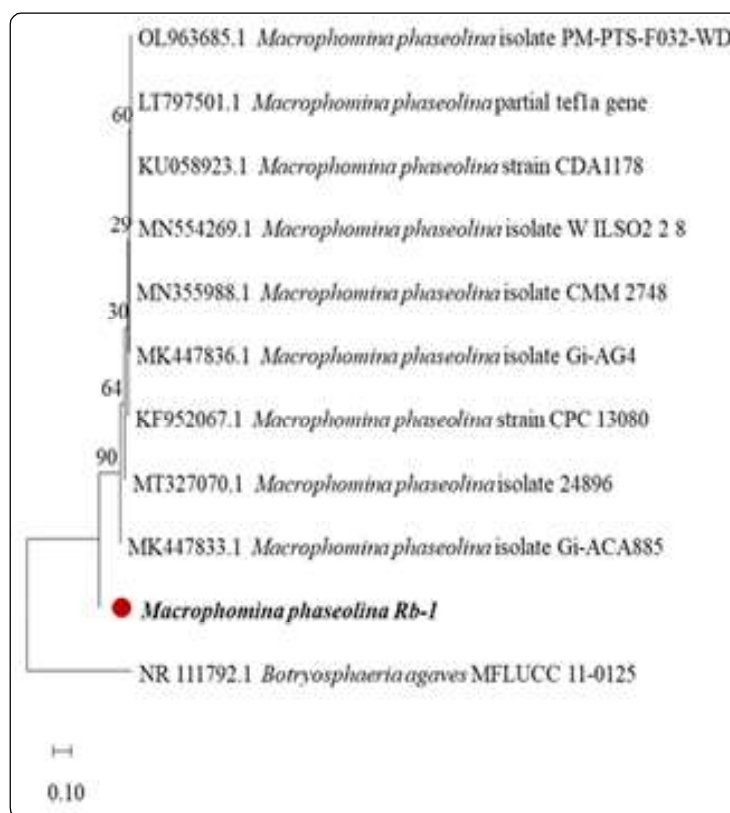 OL963685.1 Macrophomina phaseolina isolate PM-PTS-F032-WD
LT797501.1 Macrophomina phaseolina partial tef1a gene
60
KU058923.1 Macrophomina phaseolina strain CDA1178
29
MN554269.1 Macrophomina phaseolina isolate W ILSO2 2 8
MN355988.1 Macrophomina phaseolina isolate CMM 2748
30
MK447836.1 Macrophomina phaseolina isolate Gi-AG4
64
KF952067.1 Macrophomina phaseolina strain CPC 13080
90
MT327070.1 Macrophomina phaseolina isolate 24896
MK447833.1 Macrophomina phaseolina isolate Gi-ACA885
Macrophomina phaseolina Rb-1
NR 111792.1 Botryosphaeria agaves MFLUCC 11-0125
0.10